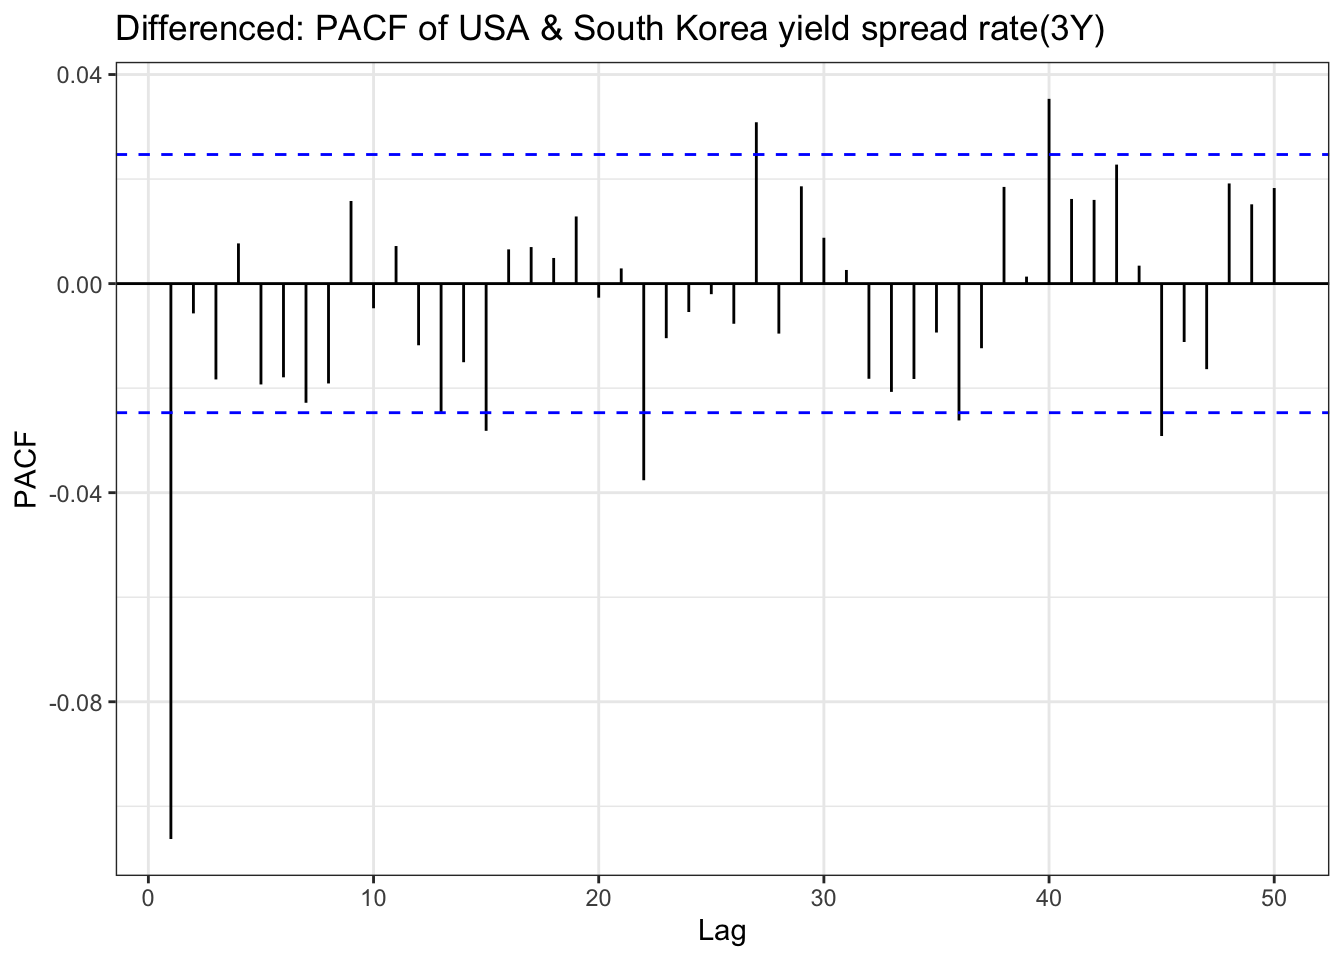 Differenced: PACF of USA & South Korea yield spread rate(3Y)
0.04
0.00
-0.04
-0.08
PACF
0 10 20 30 40 50
Lag